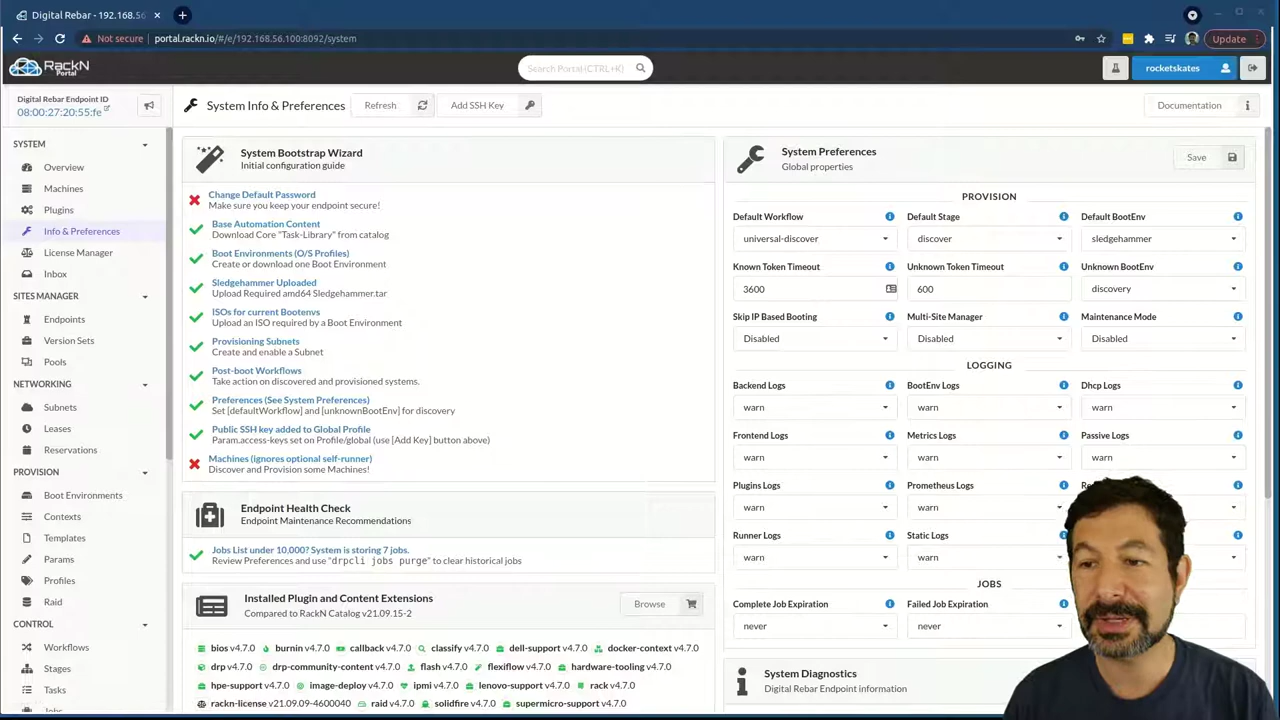 Digital Rebar - 192.168.56
Not secure
portal.rackn.io/#/e/192.168.56.100:8092/system
Update
RackN
Portal
Search Portal (CTRL+K)
rocketskates
Digital Rebar Endpoint ID
08:00:27:20:55:fe
System Info & Preferences
Refresh
Add SSH Key
Documentation
SYSTEM
Overview
Machines
Plugins
Info & Preferences
License Manager
Inbox
SITES MANAGER
Endpoints
Version Sets
Pools
NETWORKING
Subnets
Leases
Reservations
PROVISION
Boot Environments
Contexts
Templates
Params
Profiles
Raid
CONTROL
Workflows
Stages
Tasks
Jobs
System Bootstrap Wizard
Initial configuration guide
Change Default Password
Make sure you keep your endpoint secure!
Base Automation Content
Download Core "Task-Library" from catalog
Boot Environments (O/S Profiles)
Create or download one Boot Environment
Sledgehammer Uploaded
Upload Required amd64 Sledgehammer.tar
ISOs for current Bootenvs
Upload an ISO required by a Boot Environment
Provisioning Subnets
Create and enable a Subnet
Post-boot Workflows
Take action on discovered and provisioned systems.
Preferences (See System Preferences)
Set [defaultWorkflow] and [unknownBootEnv] for discovery
Public SSH key added to Global Profile
Param.access-keys set on Profile/global (use [Add Key] button above)
Machines (ignores optional self-runner)
Discover and Provision some Machines!
Endpoint Health Check
Endpoint Maintenance Recommendations
Jobs List under 10,000? System is storing 7 jobs.
Review Preferences and use "drpcli jobs purge" to clear historical jobs
Installed Plugin and Content Extensions
Compared to RackN Catalog v21.09.15-2
Browse
bios v4.7.0 burnin v4.7.0 callback v4.7.0 classify v4.7.0 dell-support v4.7.0 docker-context v4.7.0
drp v4.7.0 drp-community-content v4.7.0 flash v4.7.0 flexiflow v4.7.0 hardware-tooling v4.7.0
hpe-support v4.7.0 image-deploy v4.7.0 ipmi v4.7.0 lenovo-support v4.7.0 rack v4.7.0
rackn-license v21.09.09-4600040 raid v4.7.0 solidfire v4.7.0 supermicro-support v4.7.0
System Preferences
Global properties
Save
PROVISION
Default Workflow Default Stage Default BootEnv
universal-discover discover sledgehammer
Known Token Timeout Unknown Token Timeout Unknown BootEnv
3600 600 discovery
Skip IP Based Booting Multi-Site Manager Maintenance Mode
Disabled Disabled Disabled
LOGGING
Backend Logs BootEnv Logs Dhcp Logs
warn warn warn
Frontend Logs Metrics Logs Passive Logs
warn warn warn
Plugins Logs Prometheus Logs
warn warn
Runner Logs Static Logs
warn warn
JOBS
Complete Job Expiration Failed Job Expiration
never never
System Diagnostics
Digital Rebar Endpoint information